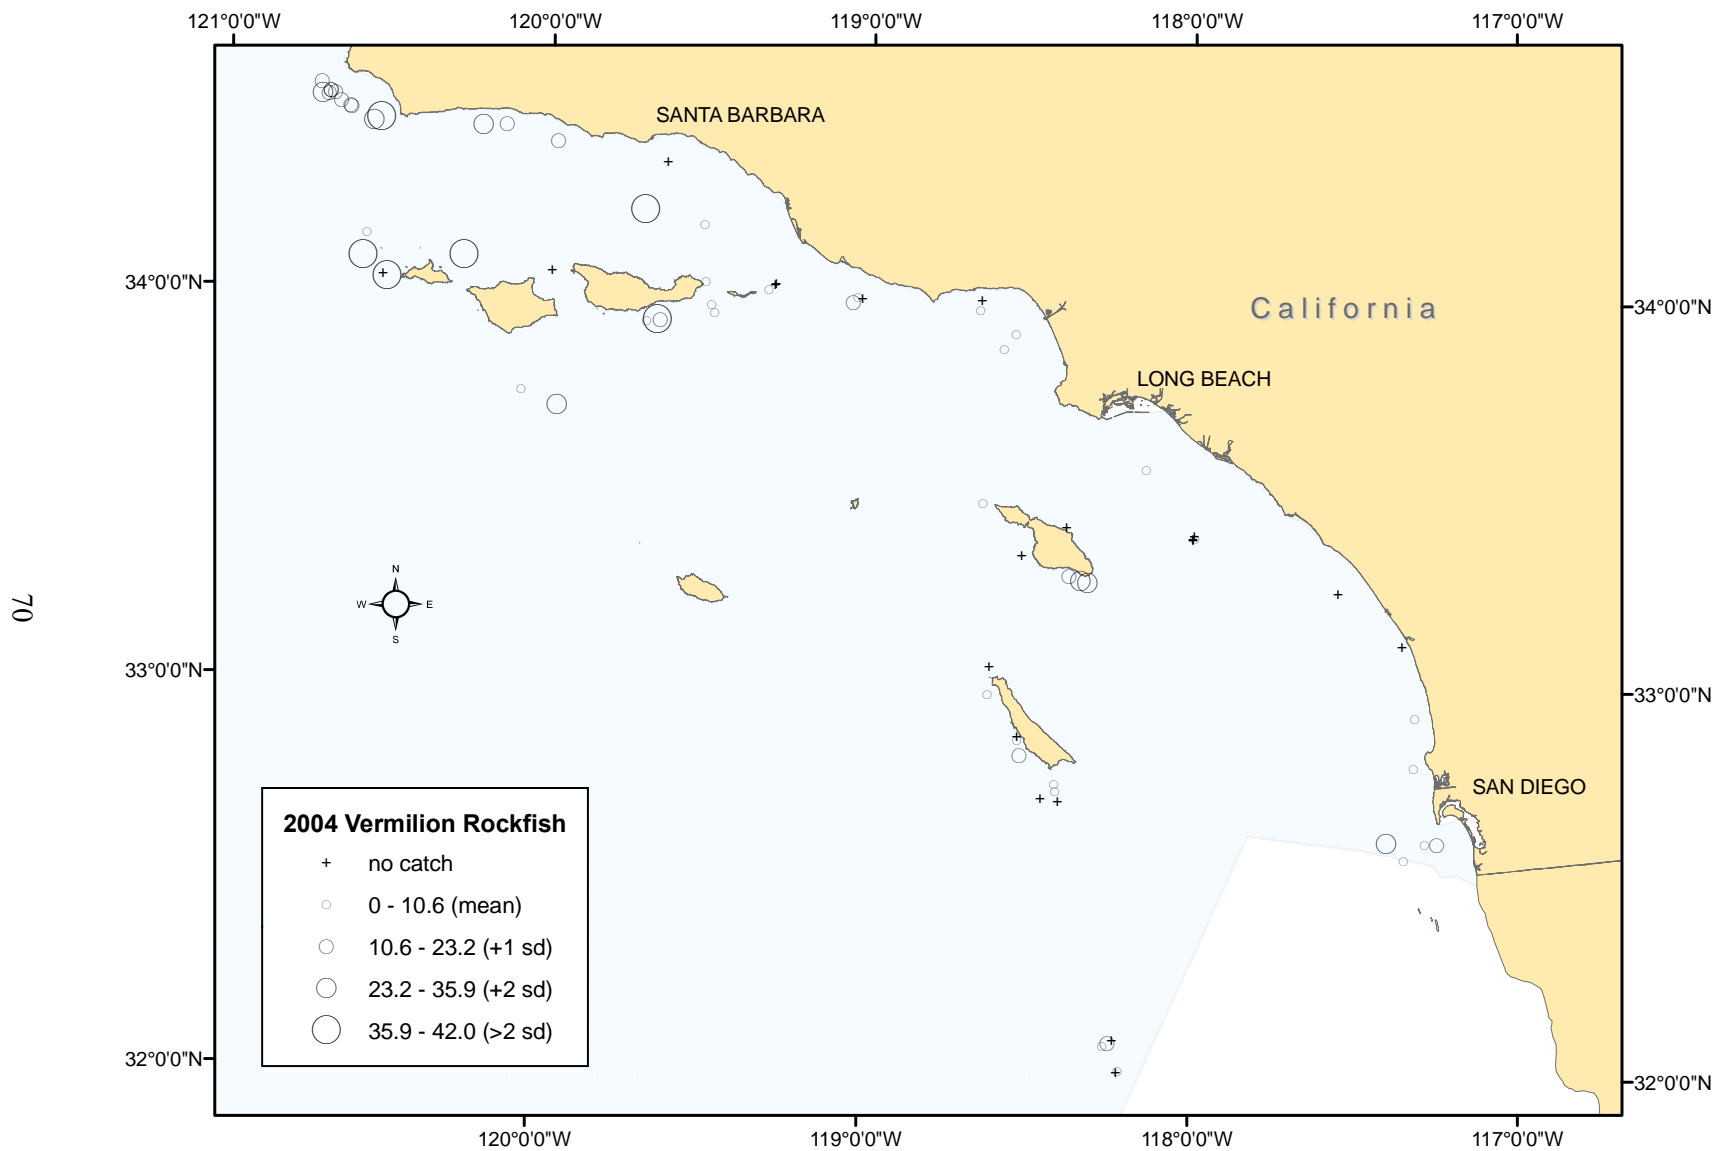 121°0'0"W 120°0'0"W 119°0'0"W 118°0'0"W 117°0'0"W
SANTA BARBARA
34°0'0"N
California
34°0'0"N
LONG BEACH
N
W E
S
70
33°0'0"N
33°0'0"N
SAN DIEGO
2004 Vermilion Rockfish
+ no catch
0 - 10.6 (mean)
10.6 - 23.2 (+1 sd)
23.2 - 35.9 (+2 sd)
35.9 - 42.0 (>2 sd)
32°0'0"N
32°0'0"N
120°0'0"W 119°0'0"W 118°0'0"W 117°0'0"W